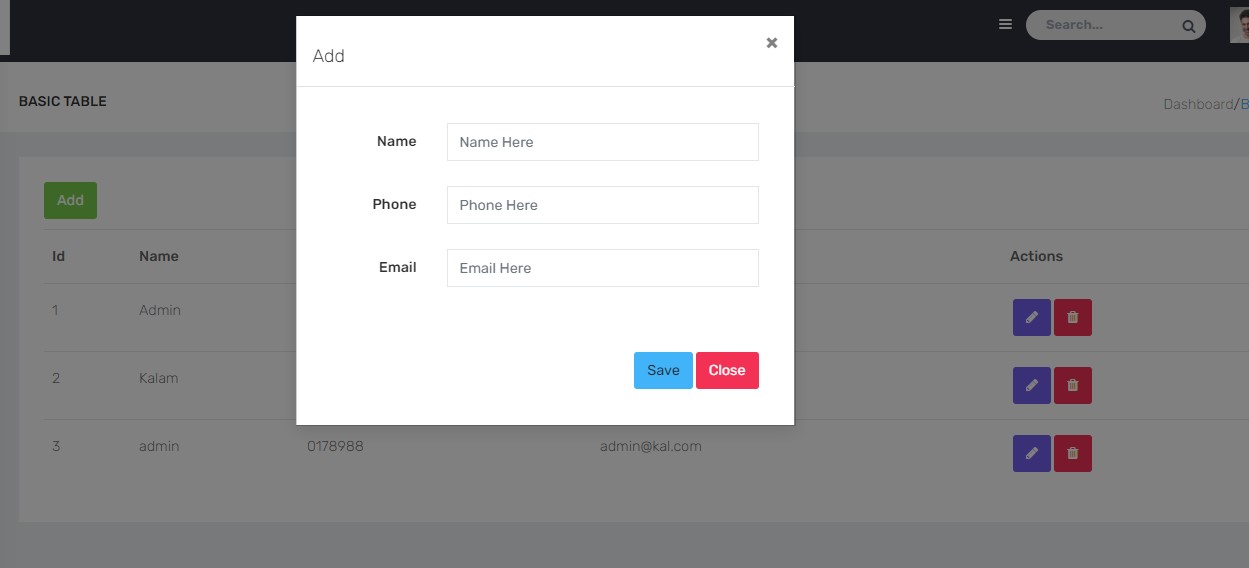 Search...
Add
BASIC TABLE
Dashboard/B
Name
Name Here
Add
Phone
Phone Here
Id
Name
Email
Email Here
Actions
1
Admin
2
Kalam
Save
Close
3
admin
0178988
admin@kal.com